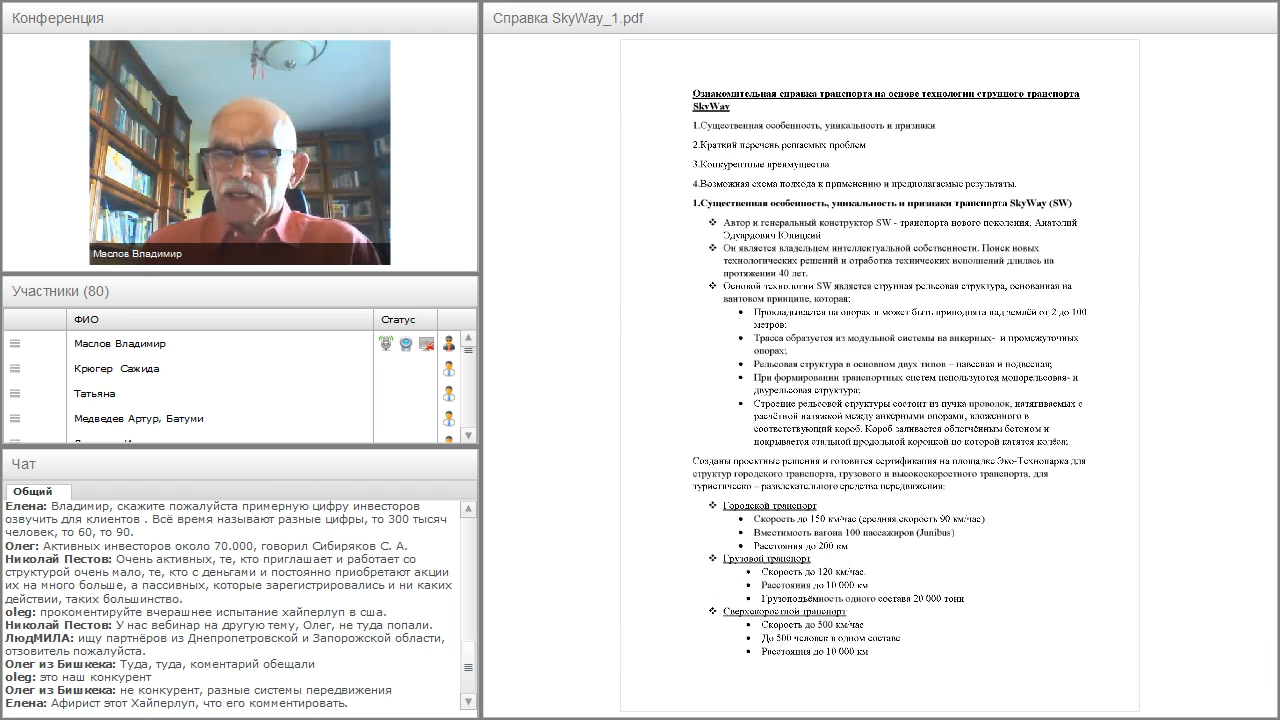 Конференция
Маслов Владимир
Участники (80)
ФИО
Статус
Маслов Владимир
Крюгер Сажида
Татьяна
Медведев Артур, Батуми
Чат
Общий
Елена: Владимир, скажите пожалуйста примерную цифру инвесторов
озвучить для клиентов . Всё время называют разные цифры, то 300 тысяч
человек, то 60, то 90.
Олег: Активных инвесторов около 70.000, говорил Сибиряков С. А.
Николай Пестов: Очень активных, те, кто приглашает и работает со
структурой очень мало, те, кто с деньгами и постоянно приобретают акции
их на много больше, а пассивных, которые зарегистрировались и ни каких
действии, таких большинство.
oleg: прокоментируйте вчерашнее испытание хайперлуп в сша.
Николай Пестов: У нас вебинар на другую тему, Олег, не туда попали.
ЛюдМИЛА: ищу партнёров из Днепропетровской и Запорожской области,
отзовитель пожалуйста.
Олег из Бишкека: Туда, туда, коментарий обещали
oleg: это наш конкурент
Олег из Бишкека: не конкурент, разные системы передвижения
Елена: Афирист этот Хайперлуп, что его комментировать.
Справка SkyWay_1.pdf
Ознакомительная справка транспорта на основе технологии струнного транспорта
SkyWay
1.Существенная особенность, уникальность и признаки
2.Краткий перечень решаемых проблем
3.Конкурентные преимущества
4.Возможная схема подхода к применению и предполагаемые результаты.
1.Существенная особенность, уникальность и признаки транспорта SkyWay (SW)
Автор и генеральный конструктор SW - транспорта нового поколения, Анатолий
Эдуардович Юницкий
Он является владельцем интеллектуальной собственности. Поиск новых
технологических решений и отработка технических исполнений длилась на
протяжении 40 лет.
Основой технологии SW является струнная рельсовая структура, основанная на
вантовом принципе, которая:
Прокладывается на опорах и может быть приподнята над землёй от 2 до 100
метров;
Трасса образуется из модульной системы на анкерных- и промежуточных
опорах;
Рельсовая структура в основном двух типов – навесная и подвесная;
При формировании транспортных систем используются монорельсовая- и
двурельсовая структура;
Строение рельсовой структуры состоит из пучка проволок, натягиваемых с
расчётной натяжкой между анкерными опорами, вложенного в
соответствующий короб. Короб заливается облегчённым бетоном и
покрывается стальной продольной коронкой по которой катятся колёса;
Созданы проектные решения и готовится сертификация на площадке Эко-Технопарка для
структур городского транспорта, грузового и высокоскоростного транспорта, для
туристическо – развлекательного средства передвижения:
Городской транспорт
Скорость до 150 км/час (средняя скорость 90 км/час)
Вместимость вагона 100 пассажиров (Junibus)
Расстояния до 200 км
Грузовой транспорт
Скорость до 120 км/час.
Расстояния до 10 000 км
Грузоподъёмность одного состава 20 000 тонн
Сверхскоростной транспорт
Скорость до 500 км/час
До 500 человек в одном составе
Расстояния до 10 000 км